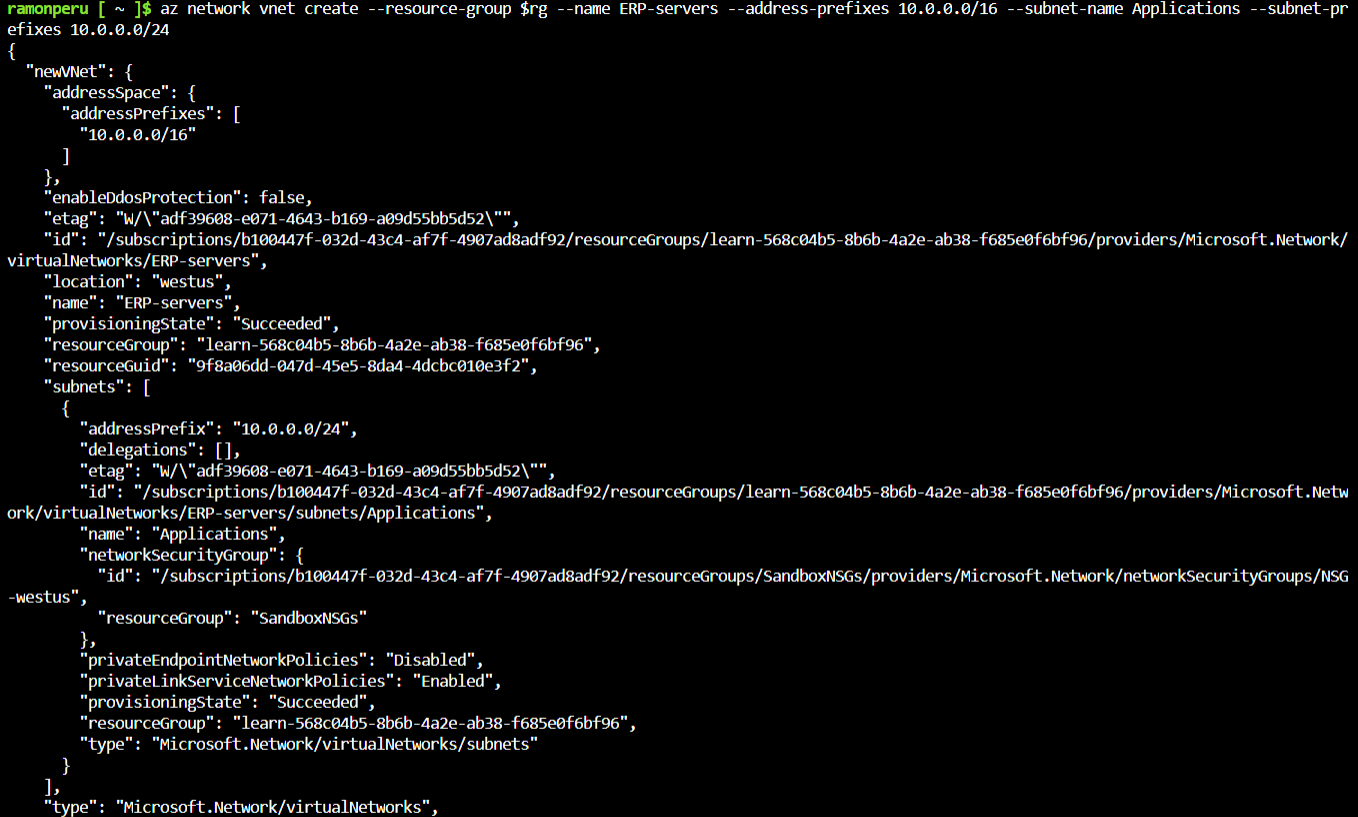 ramonperu [ ~ ]$ az network vnet create --resource-group $rg --name ERP-servers --address-prefixes 10.0.0.0/16 --subnet-name Applications --subnet-pr
efixes 10.0.0.0/24
{
  "newVNet": {
    "addressSpace": {
      "addressPrefixes": [
        "10.0.0.0/16"
      ]
    },
    "enableDdosProtection": false,
    "etag": "W/\"adf39608-e071-4643-b169-a09d55bb5d52\"",
    "id": "/subscriptions/b100447f-032d-43c4-af7f-4907ad8adf92/resourceGroups/learn-568c04b5-8b6b-4a2e-ab38-f685e0f6bf96/providers/Microsoft.Network/
virtualNetworks/ERP-servers",
    "location": "westus",
    "name": "ERP-servers",
    "provisioningState": "Succeeded",
    "resourceGroup": "learn-568c04b5-8b6b-4a2e-ab38-f685e0f6bf96",
    "resourceGuid": "9f8a06dd-047d-45e5-8da4-4dcbc010e3f2",
    "subnets": [
      {
        "addressPrefix": "10.0.0.0/24",
        "delegations": [],
        "etag": "W/\"adf39608-e071-4643-b169-a09d55bb5d52\"",
        "id": "/subscriptions/b100447f-032d-43c4-af7f-4907ad8adf92/resourceGroups/learn-568c04b5-8b6b-4a2e-ab38-f685e0f6bf96/providers/Microsoft.Netw
ork/virtualNetworks/ERP-servers/subnets/Applications",
        "name": "Applications",
        "networkSecurityGroup": {
          "id": "/subscriptions/b100447f-032d-43c4-af7f-4907ad8adf92/resourceGroups/SandboxNSGs/providers/Microsoft.Network/networkSecurityGroups/NSG
-westus",
          "resourceGroup": "SandboxNSGs"
        },
        "privateEndpointNetworkPolicies": "Disabled",
        "privateLinkServiceNetworkPolicies": "Enabled",
        "provisioningState": "Succeeded",
        "resourceGroup": "learn-568c04b5-8b6b-4a2e-ab38-f685e0f6bf96",
        "type": "Microsoft.Network/virtualNetworks/subnets"
      }
    ],
    "type": "Microsoft.Network/virtualNetworks",